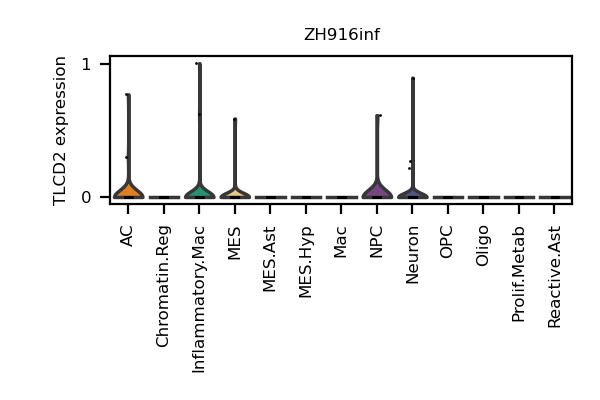 ZH916inf
TLCD2 expression
1
0
AC
Chromatin.Reg
Inflammatory.Mac
MES
MES.Ast
MES.Hyp
Mac
NPC
Neuron
OPC
Oligo
Prolif.Metab
Reactive.Ast